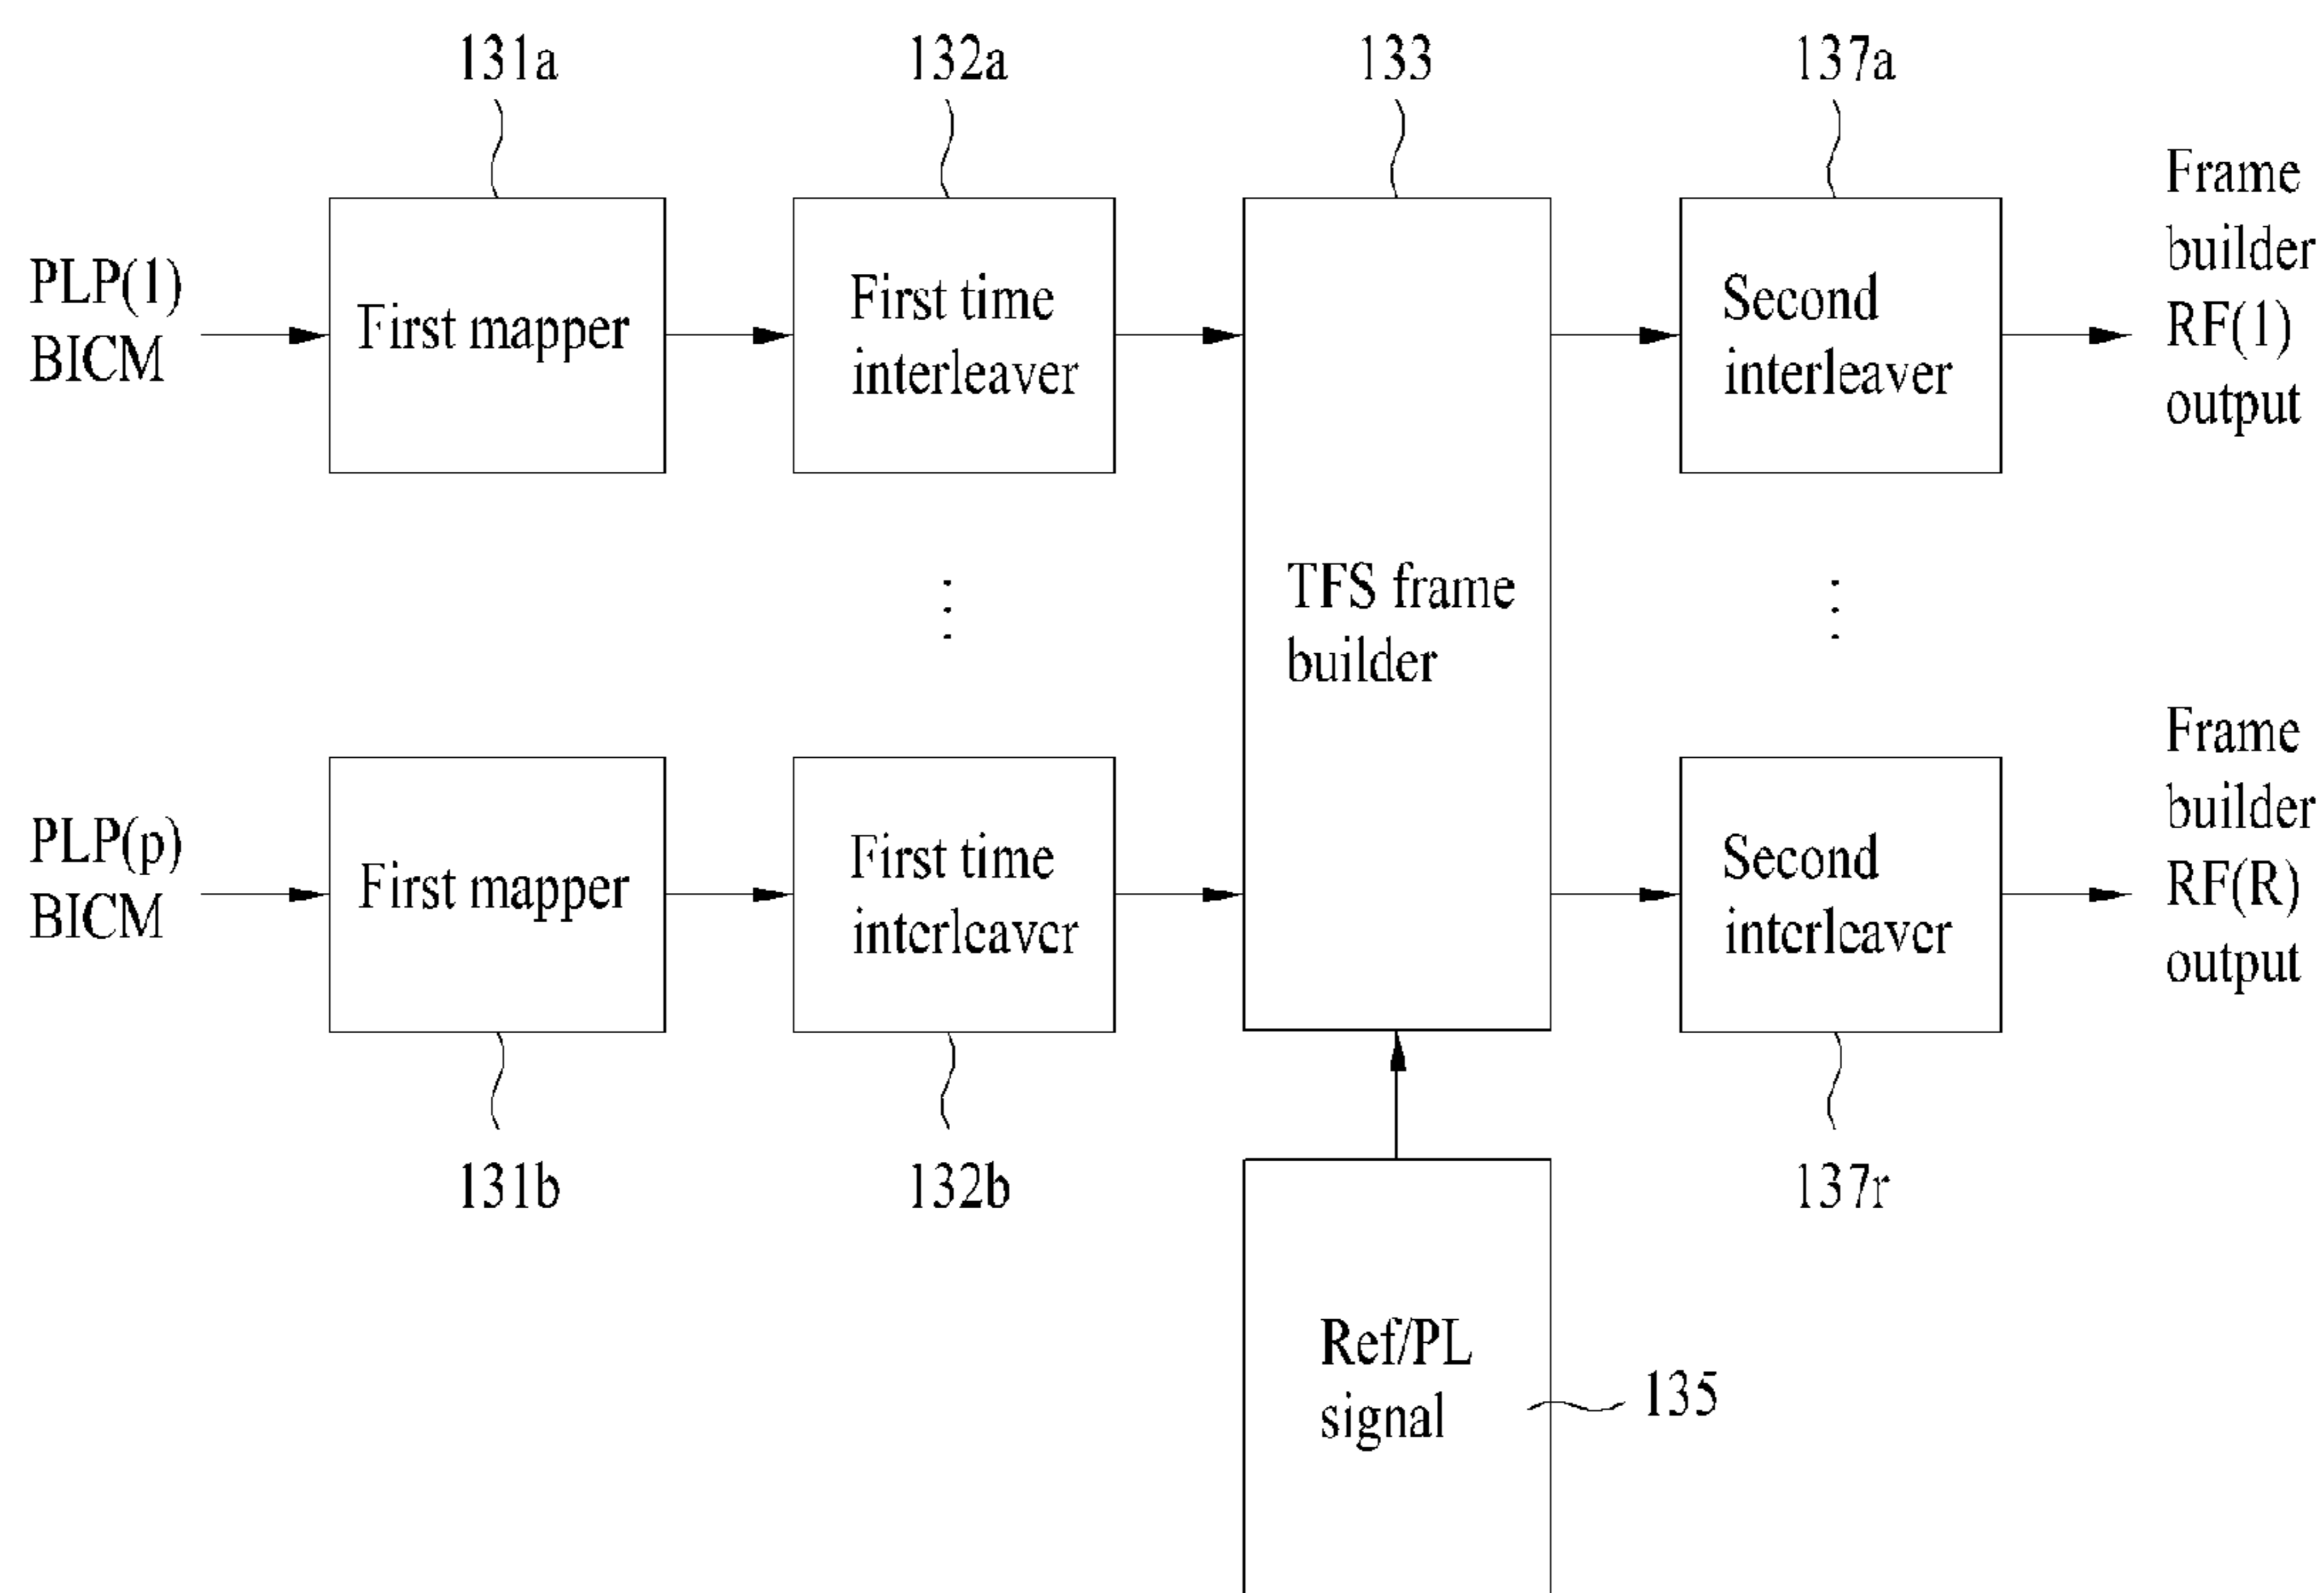 131a
132a
133
137a
PLP(1)
BICM
First mapper
First time
interleaver
TFS frame
builder
Second
interleaver
Frame
builder
RF(1)
output
PLP(p)
BICM
First mapper
First time
interleaver
Second
interleaver
Frame
builder
RF(R)
output
131b
132b
137r
Ref/PL
signal
135